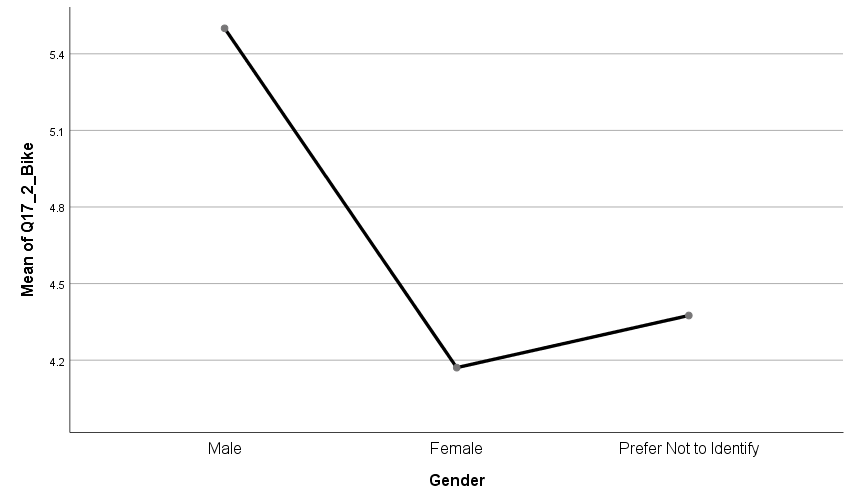 5.4
5.1
4.8
4.5
4.2
Mean of Q17_2_Bike
Male Female Prefer Not to Identify
Gender